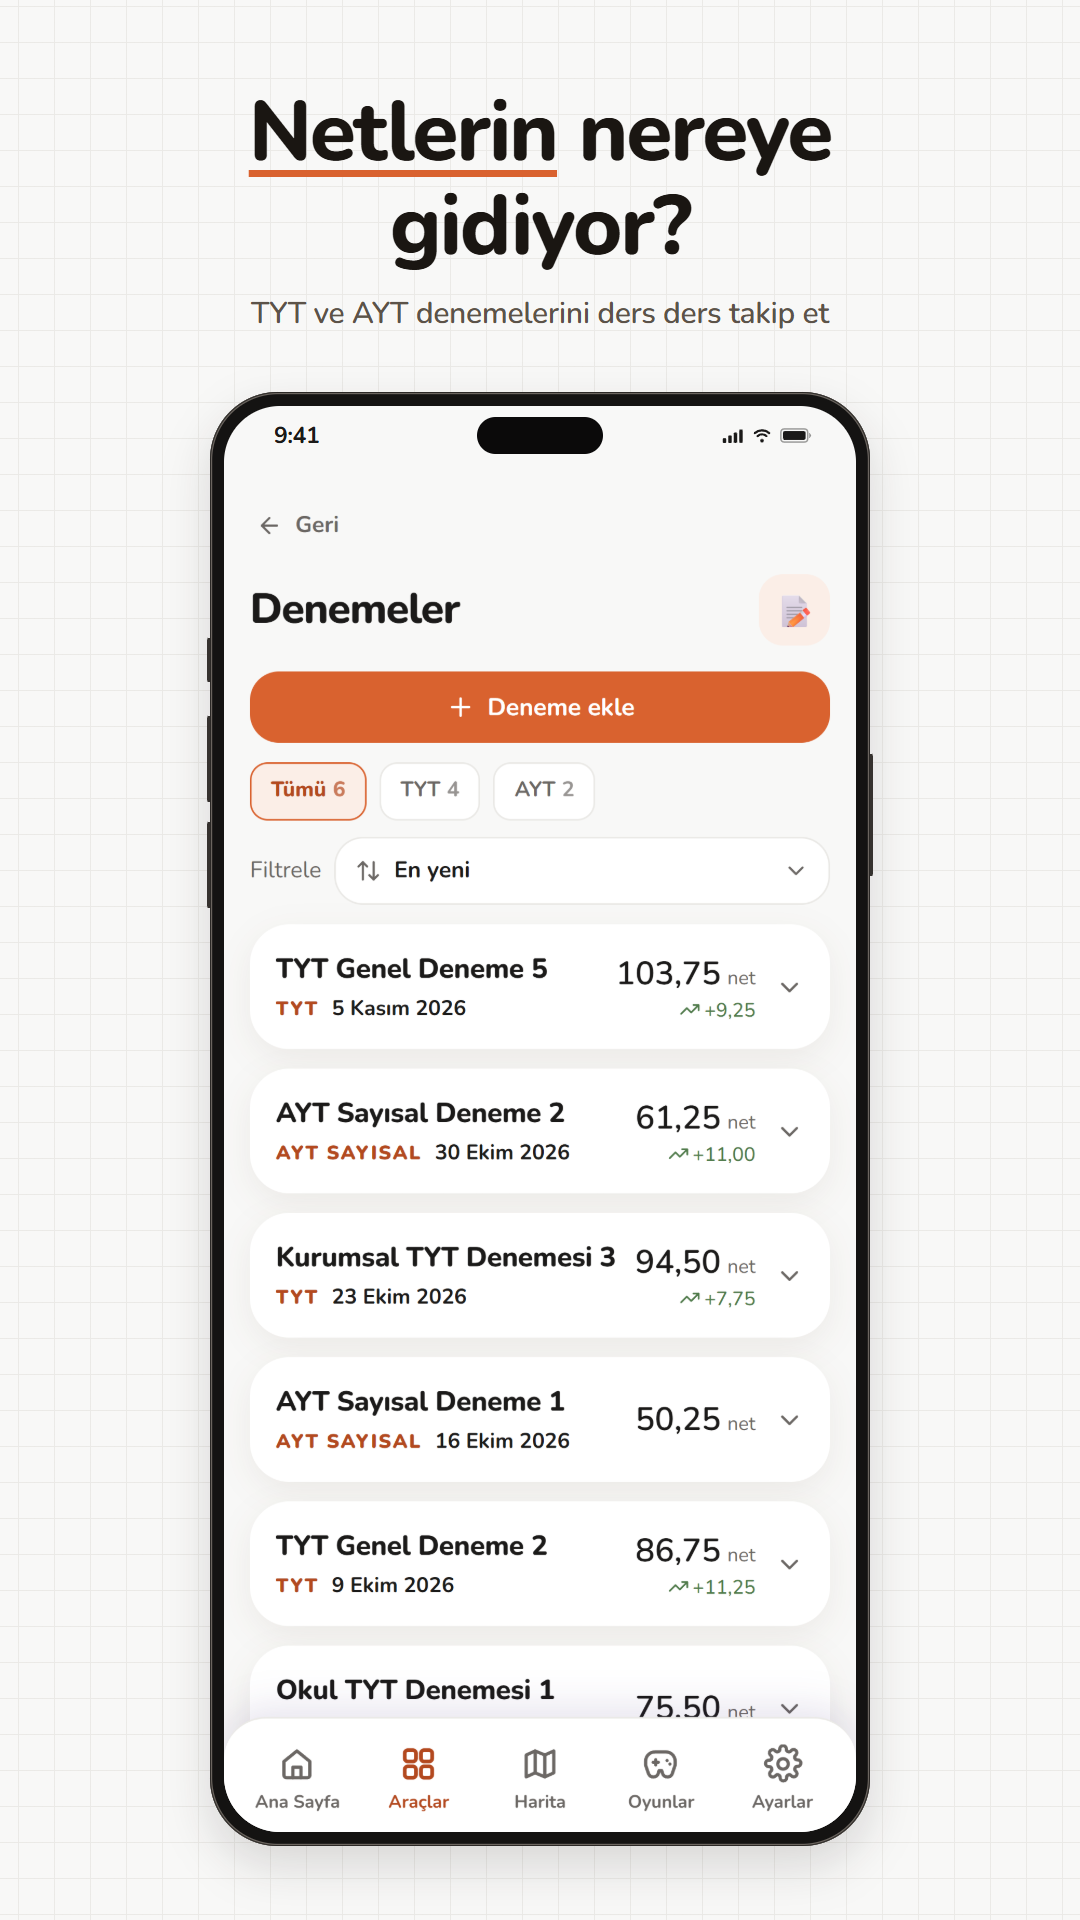 Netlerin nereye
gidiyor?
TYT ve AYT denemelerini ders ders takip et
9:41
Geri
Denemeler
Deneme ekle
Tümü 6
TYT 4
AYT 2
Filtrele
En yeni
TYT Genel Deneme 5
103,75 net
TYT 5 Kasım 2026
+9,25
AYT Sayısal Deneme 2
61,25 net
AYT SAYISAL 30 Ekim 2026
+11,00
Kurumsal TYT Denemesi 3
94,50 net
TYT 23 Ekim 2026
+7,75
AYT Sayısal Deneme 1
50,25 net
AYT SAYISAL 16 Ekim 2026
TYT Genel Deneme 2
86,75 net
TYT 9 Ekim 2026
+11,25
Okul TYT Denemesi 1
75,50 net
Ana Sayfa
Araçlar
Harita
Oyunlar
Ayarlar